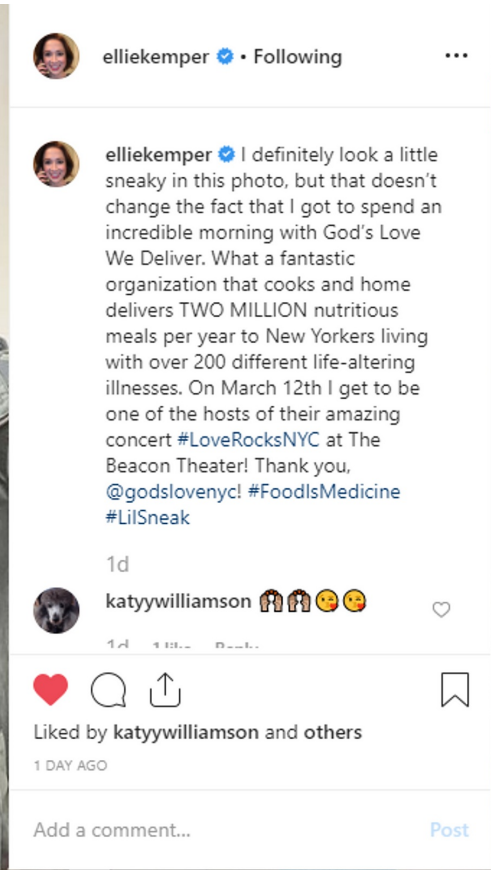 elliekemper • Following
elliekemper I definitely look a little
sneaky in this photo, but that doesn't
change the fact that I got to spend an
incredible morning with God's Love
We Deliver. What a fantastic
organization that cooks and home
delivers TWO MILLION nutritious
meals per year to New Yorkers living
with over 200 different life-altering
illnesses. On March 12th I get to be
one of the hosts of their amazing
concert #LoveRocksNYC at The
Beacon Theater! Thank you,
@godslovenyc! #FoodIsMedicine
#LilSneak
1d
katyywilliamson
1d 1 like Reply
Liked by katyywilliamson and others
1 DAY AGO
Add a comment... Post